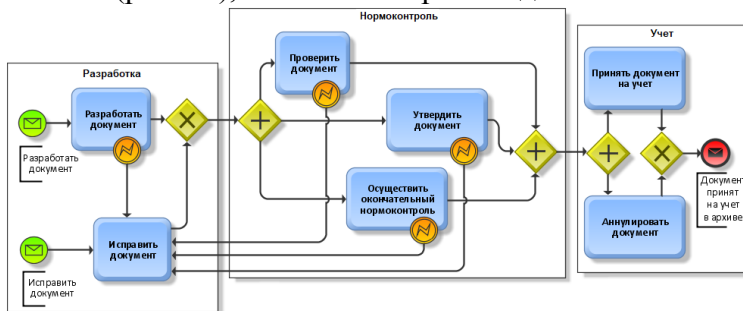 Нормоконтроль
Учет
Разработка
Проверить
документ
Принять документ
на учет
Разработать
документ
Утвердить
документ
Разработать
документ
Осуществить
окончательный
нормоконтроль
Документ
принят
на учет
в архиве
Аннулировать
документ
Исправить
документ
Исправить
документ